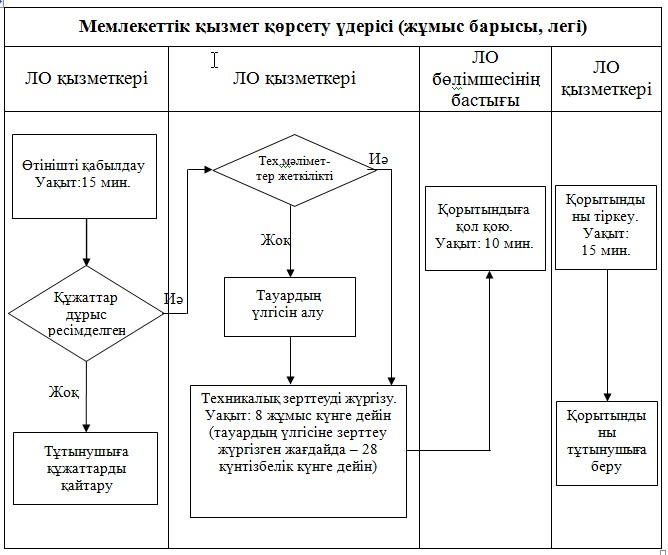 Мемлекеттік қызмет көрсету үдерісі (жұмыс барысы, легі)
ЛО қызметкері
ЛО қызметкері
ЛО
бөлімшесінің
бастығы
ЛО
қызметкері
Өтінішті қабылдау
Уақыт:15 мин.
Құжаттар
дұрыс
ресімделген
Иә
Жоқ
Тұтынушыға
құжаттарды
қайтару
Тех.мәлімет-
тер жеткілікті
Иә
Жоқ
Тауардың
үлгісін алу
Техникалық зерттеуді жүргізу.
Уақыт: 8 жұмыс күнге дейін
(тауардың үлгісіне зерттеу
жүргізген жағдайда – 28
күнтізбелік күнге дейін)
Қорытындыға
қол қою.
Уақыт: 10 мин.
Қорытынды
ны тіркеу.
Уақыт:
15 мин.
Қорытынды
ны
тұтынушыға
беру